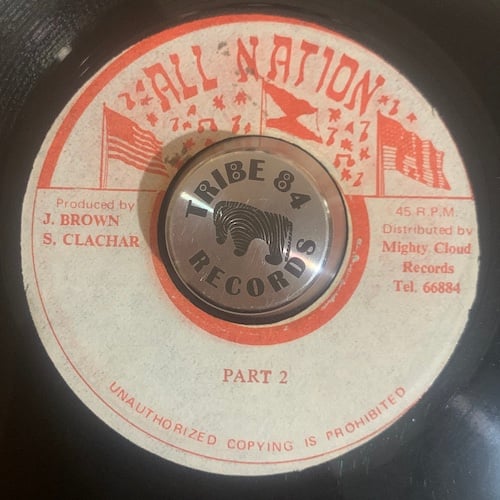 ALL NATION
Produced by
J. BROWN
S. CLACHAR
TRIBE 84
RECORDS
45 R.P.M.
Distributed by
Mighty Cloud
Records
Tel. 66884
PART 2
UNAUTHORIZED COPYING IS PROHIBITED